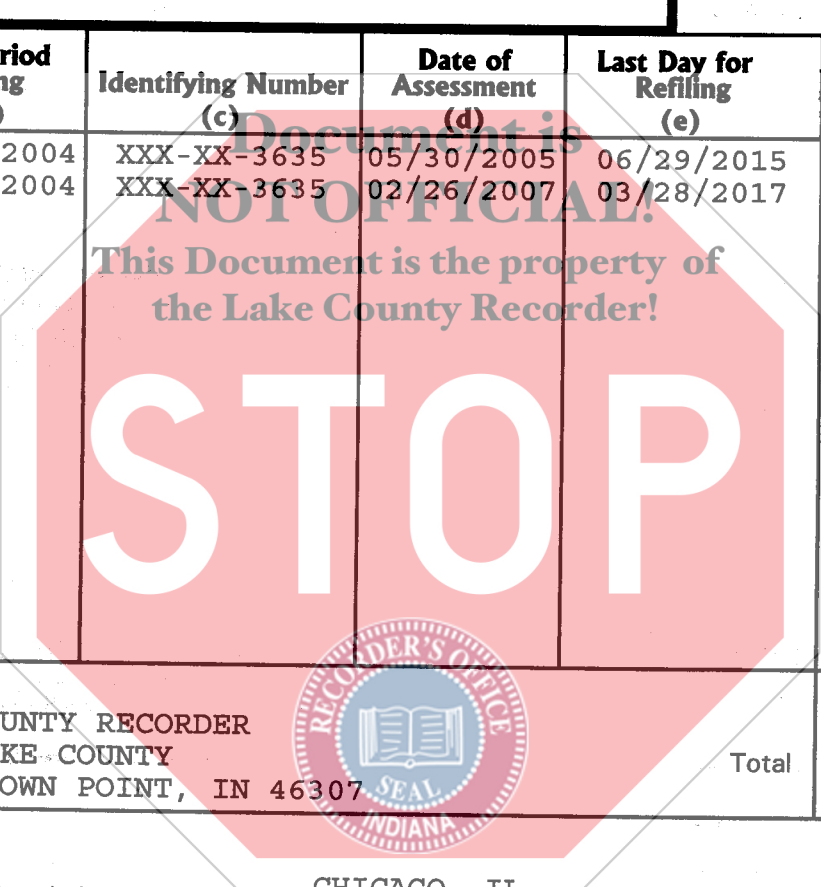 riod
ng
)
Identifying Number
(c)
Date of
Assessment
(d)
Last Day for
Refiling
(e)
2004 XXX-XX-3635 05/30/2005 06/29/2015
2004 XXX-XX-3635 02/26/2007 03/28/2017
Document is
NOT OFFICIAL!
This Document is the property of
the Lake County Recorder!
STOP
RECORDER'S OFFICE
SEAL
INDIANA
UNTY RECORDER
KE COUNTY
OWN POINT, IN 46307
Total
CHICAGO, IL